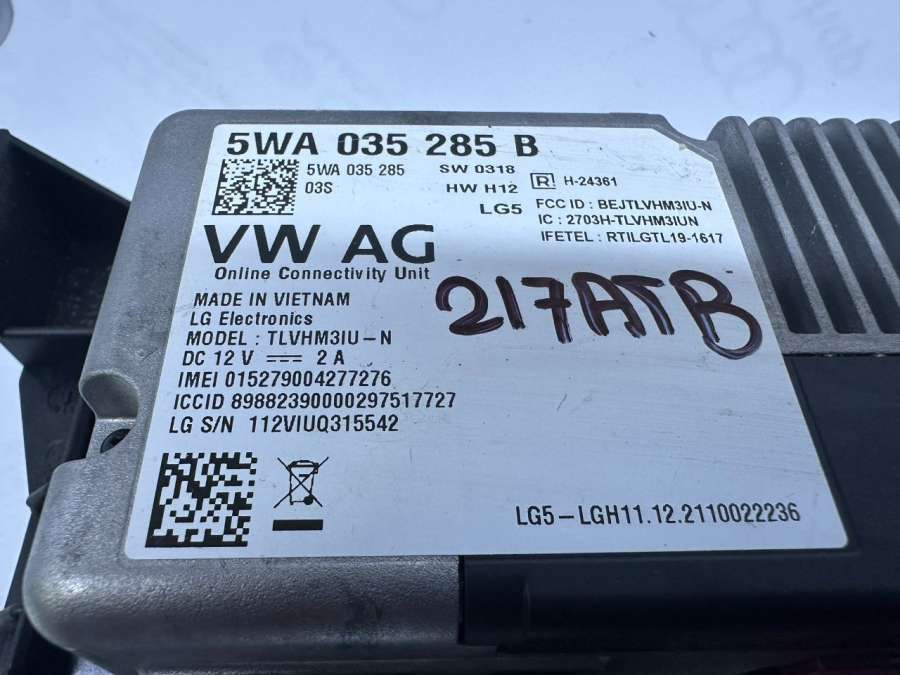 5WA 035 285 B
5WA 035 285 SW 0318 R H-24361
03S HW H12
LG5 FCC ID : BEJTLVHM3IU-N
IC : 2703H-TLVHM3IUN
IFETEL : RTILGTL19-1617
VW AG
Online Connectivity Unit
217ATB
MADE IN VIETNAM
LG Electronics
MODEL : TLVHM3IU-N
DC 12 V 2 A
IMEI 015279004277276
ICCID 89882390000297517727
LG S/N 112VIUQ315542
LG5-LGH11.12.2110022236